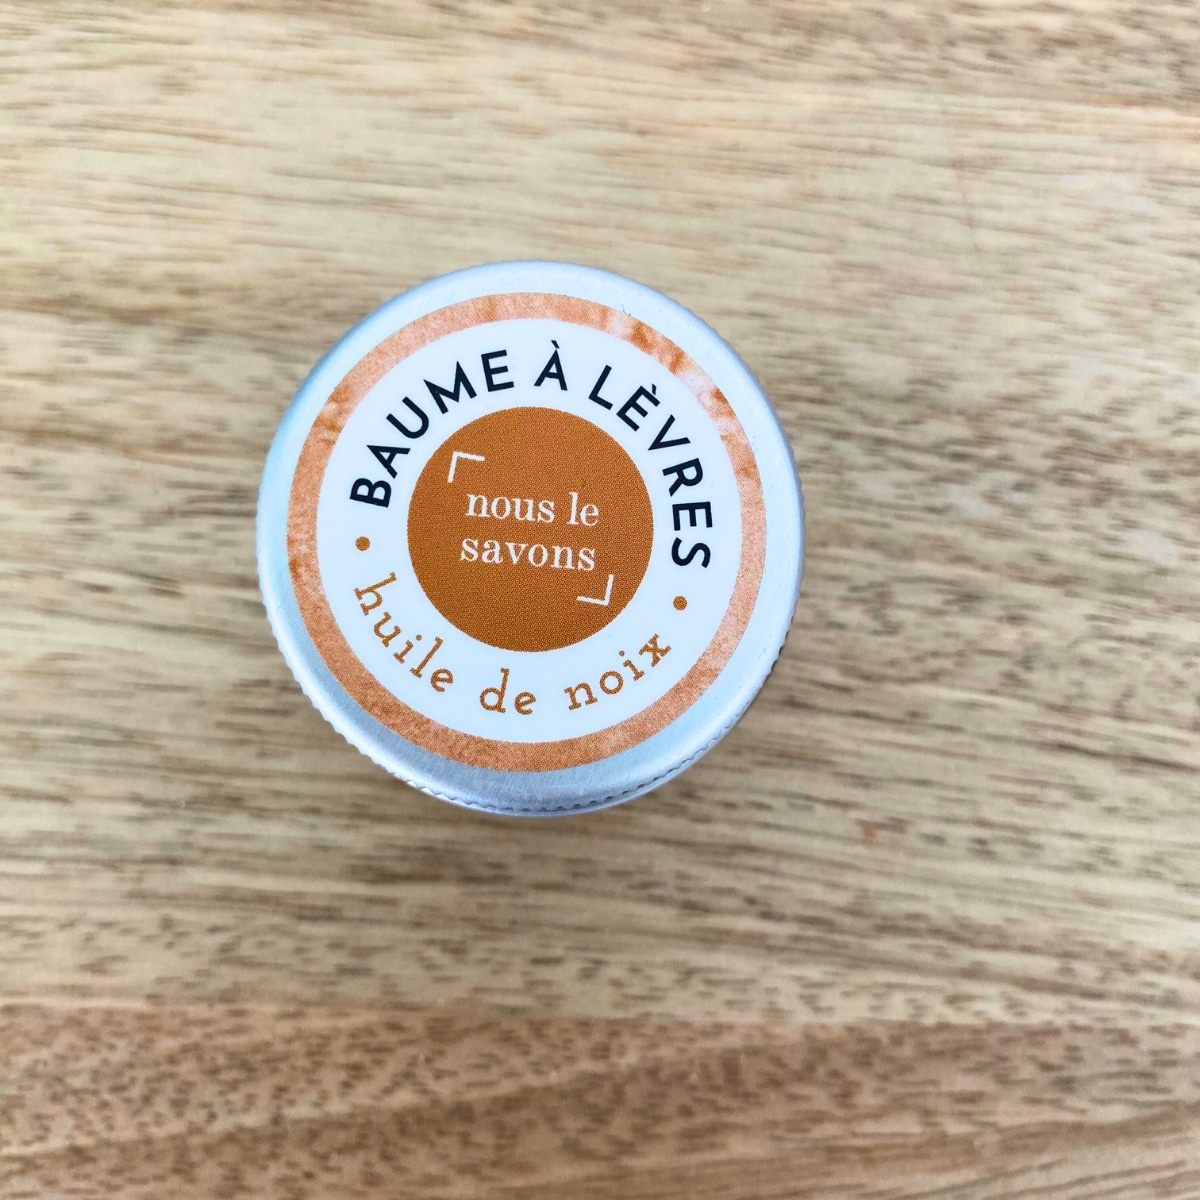 BAUME À LÈVRES
nous le
savons
huile de noix